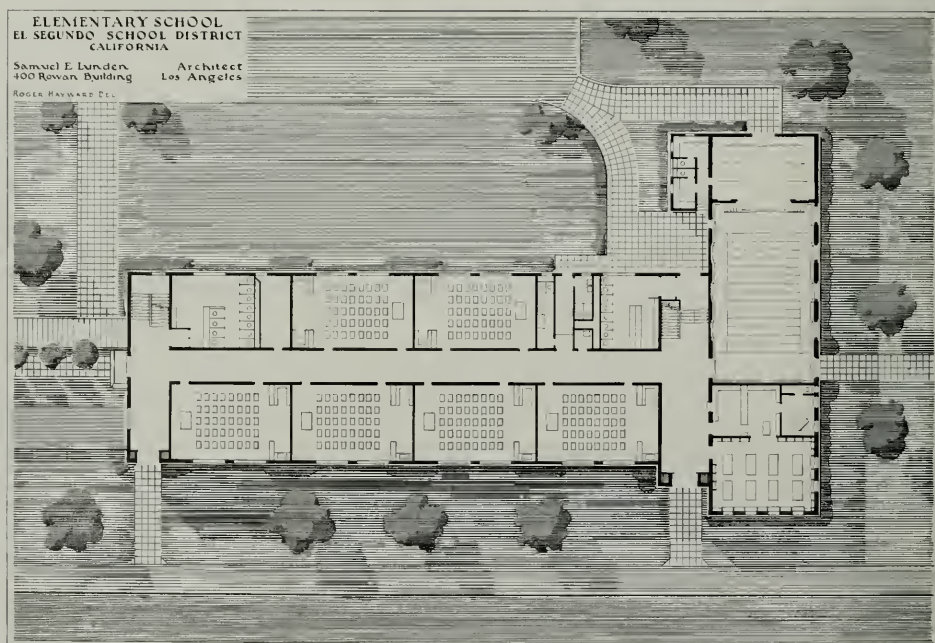 ELEMENTARY SCHOOL
EL SEGUNDO SCHOOL DISTRICT
CALIFORNIA
Samuel E. Lunden Architect
400 Rowan Building Los Angeles
ROGER HAYWARD DEL.